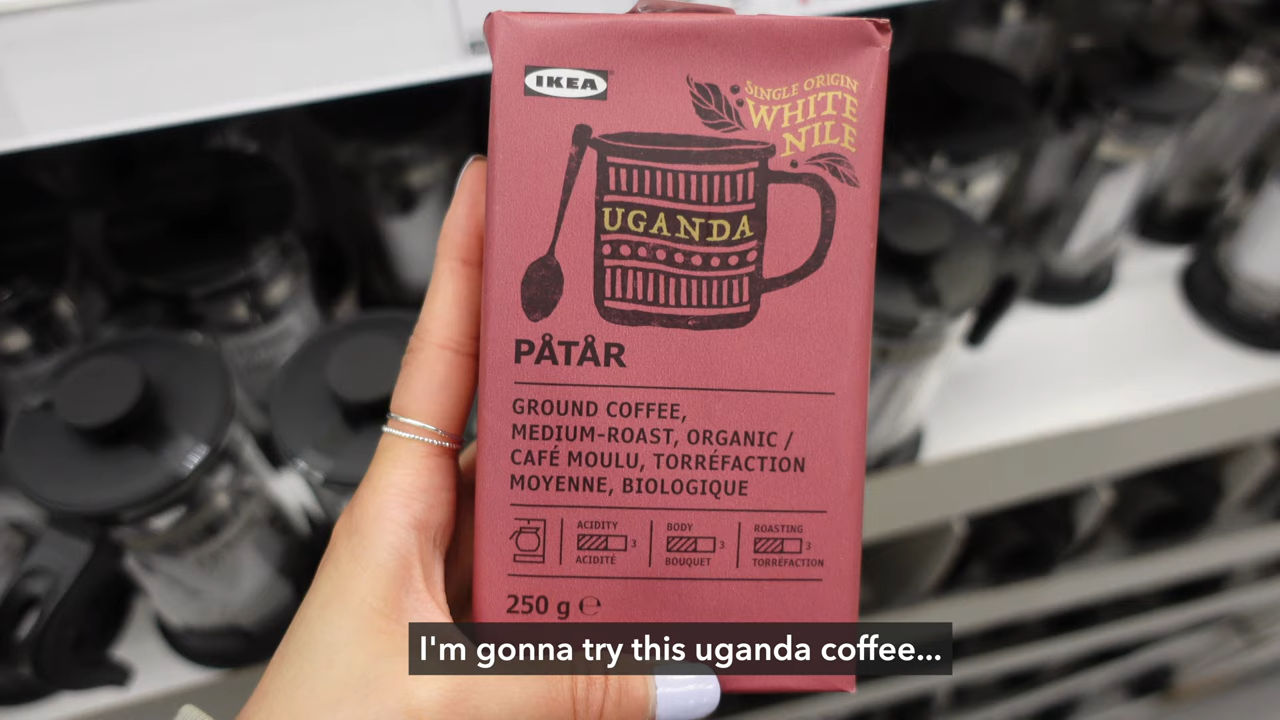 IKEA
SINGLE ORIGIN
WHITE
NILE
UGANDA
PÅTÅR
GROUND COFFEE,
MEDIUM-ROAST, ORGANIC /
CAFÉ MOULU, TORRÉFACTION
MOYENNE, BIOLOGIQUE
ACIDITY
3
ACIDITÉ
BODY
3
BOUQUET
ROASTING
3
TORRÉFACTION
250 g ℮
I'm gonna try this uganda coffee...